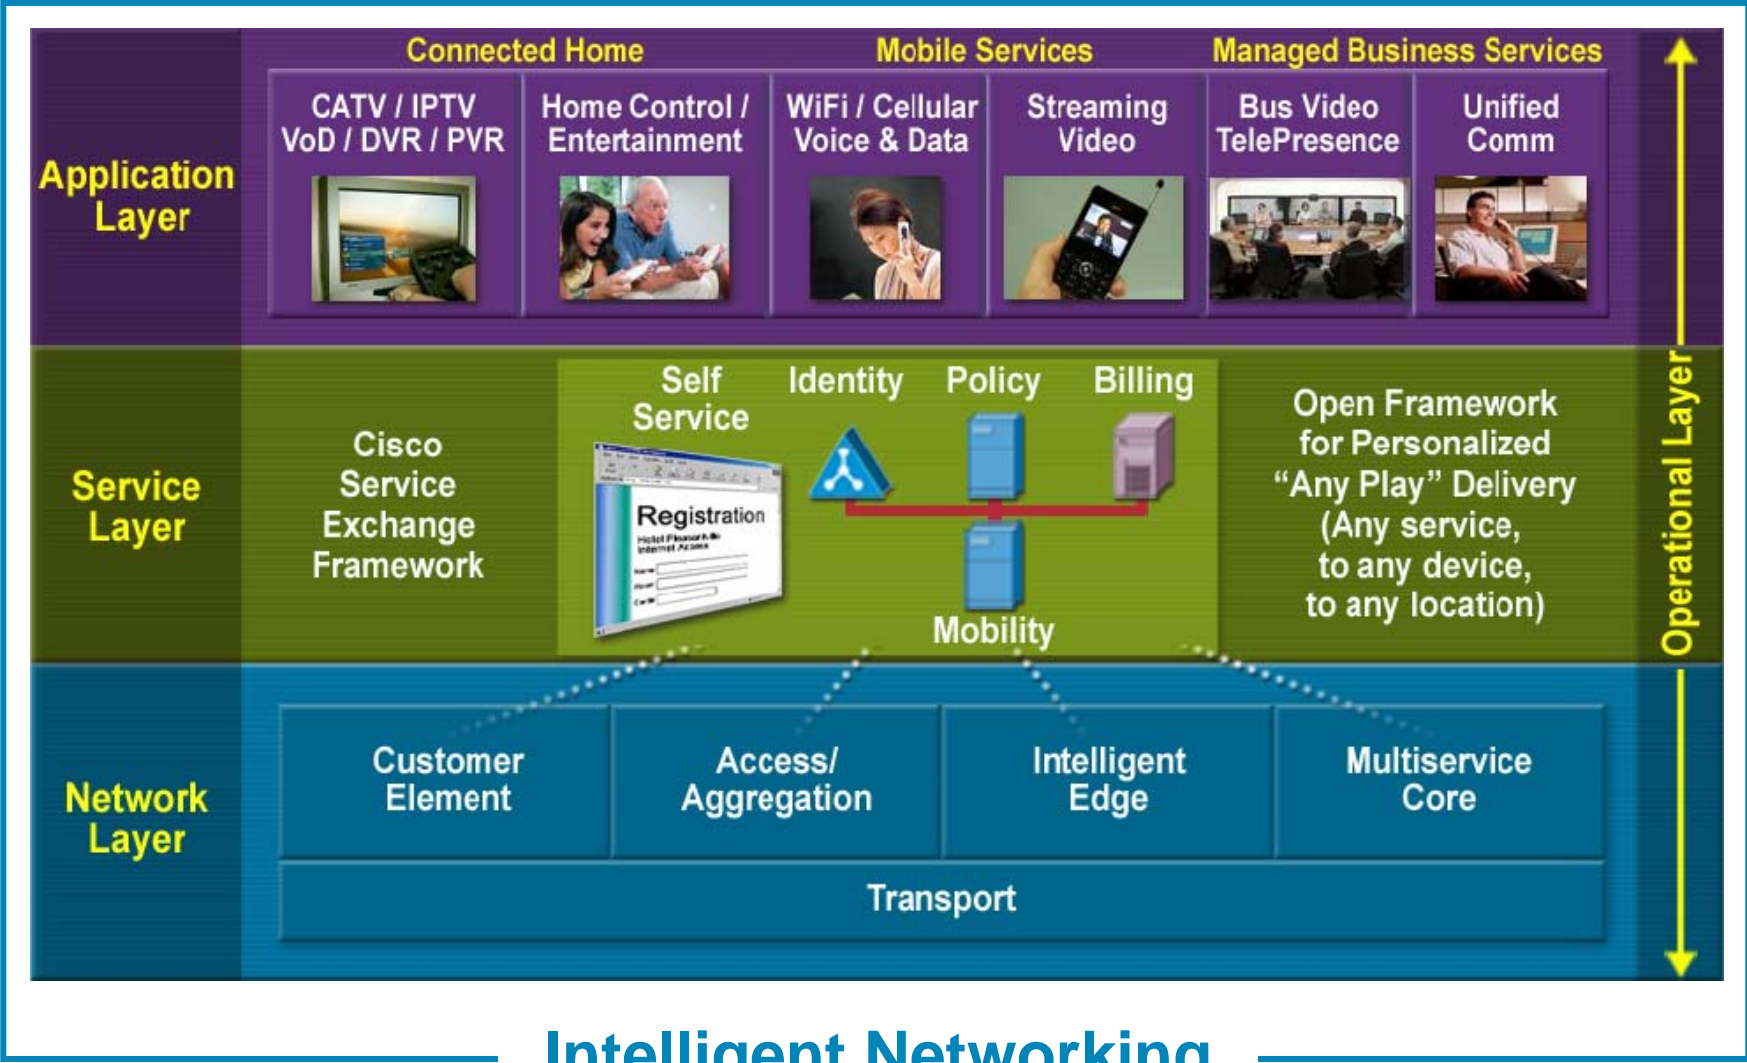 Connected Home
Mobile Services
Managed Business Services
CATV / IPTV
VoD / DVR / PVR
Home Control /
Entertainment
WiFi / Cellular
Voice & Data
Streaming
Video
Bus Video
TelePresence
Unified
Comm
Application
Layer
Service
Layer
Cisco
Service
Exchange
Framework
Self
Service
Identity
Policy
Billing
Registration
Internet Access
Mobility
Open Framework
for Personalized
“Any Play” Delivery
(Any service,
to any device,
to any location)
Operational Layer
Network
Layer
Customer
Element
Access/
Aggregation
Intelligent
Edge
Multiservice
Core
Transport
Intelligent Networking